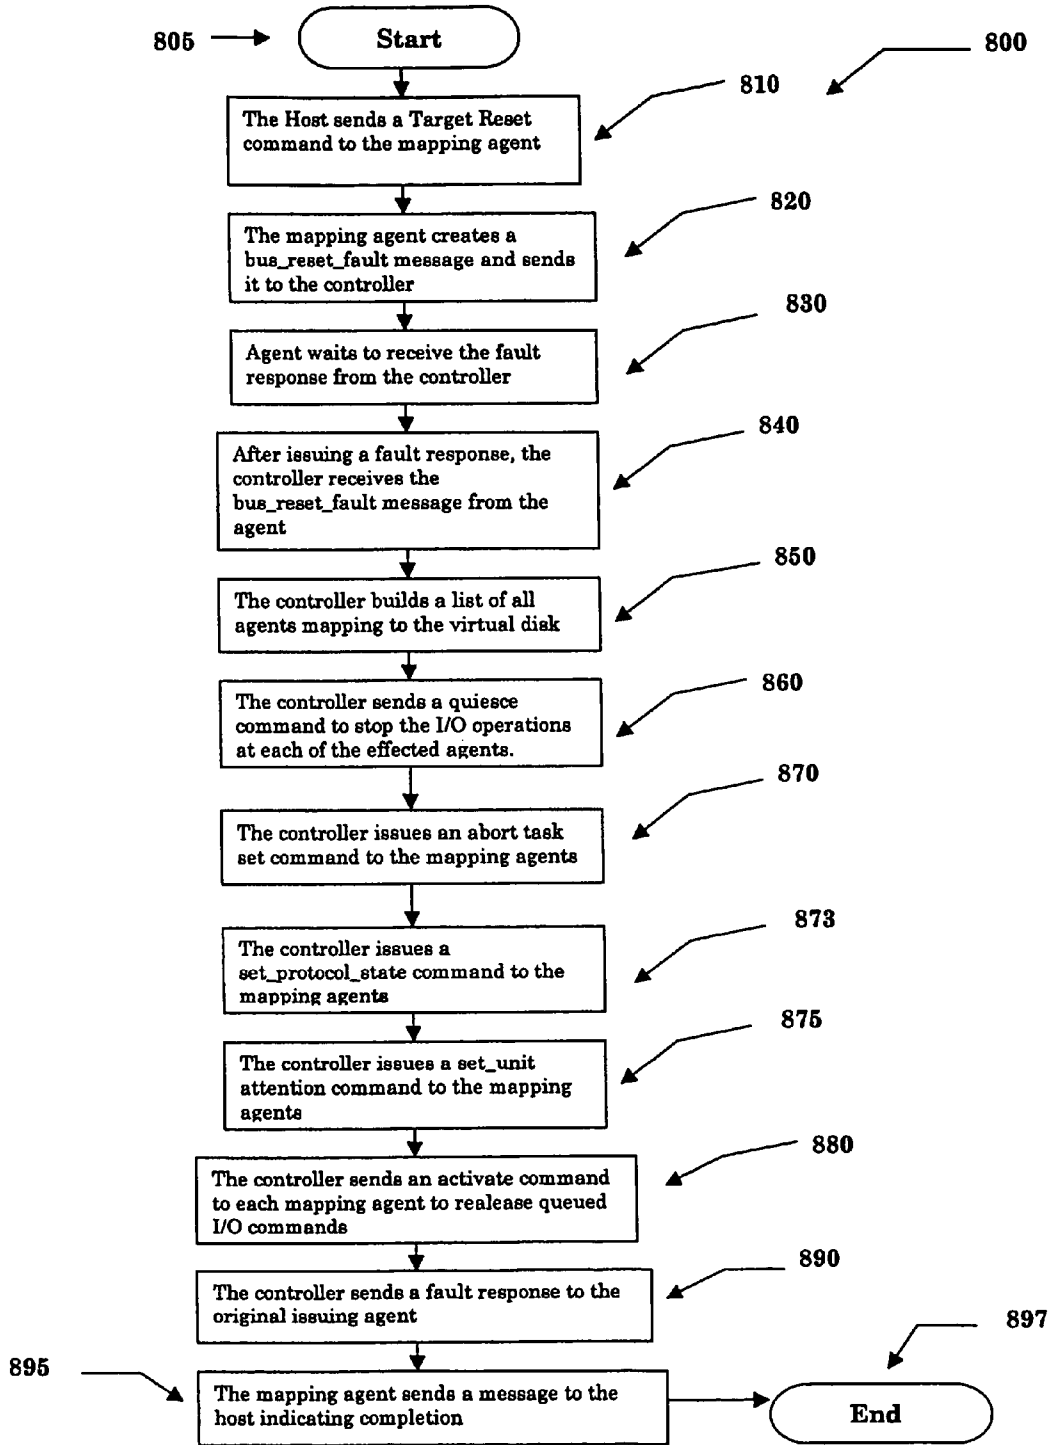 805
Start
800
810
The Host sends a Target Reset
command to the mapping agent
820
The mapping agent creates a
bus_reset_fault message and sends
it to the controller
830
Agent waits to receive the fault
response from the controller
840
After issuing a fault response, the
controller receives the
bus_reset_fault message from the
agent
850
The controller builds a list of all
agents mapping to the virtual disk
860
The controller sends a quiesce
command to stop the I/O operations
at each of the effected agents.
870
The controller issues an abort task
set command to the mapping agents
873
The controller issues a
set_protocol_state command to the
mapping agents
875
The controller issues a set_unit
attention command to the mapping
agents
880
The controller sends an activate command
to each mapping agent to realease queued
I/O commands
890
The controller sends a fault response to the
original issuing agent
897
895
The mapping agent sends a message to the
host indicating completion
End